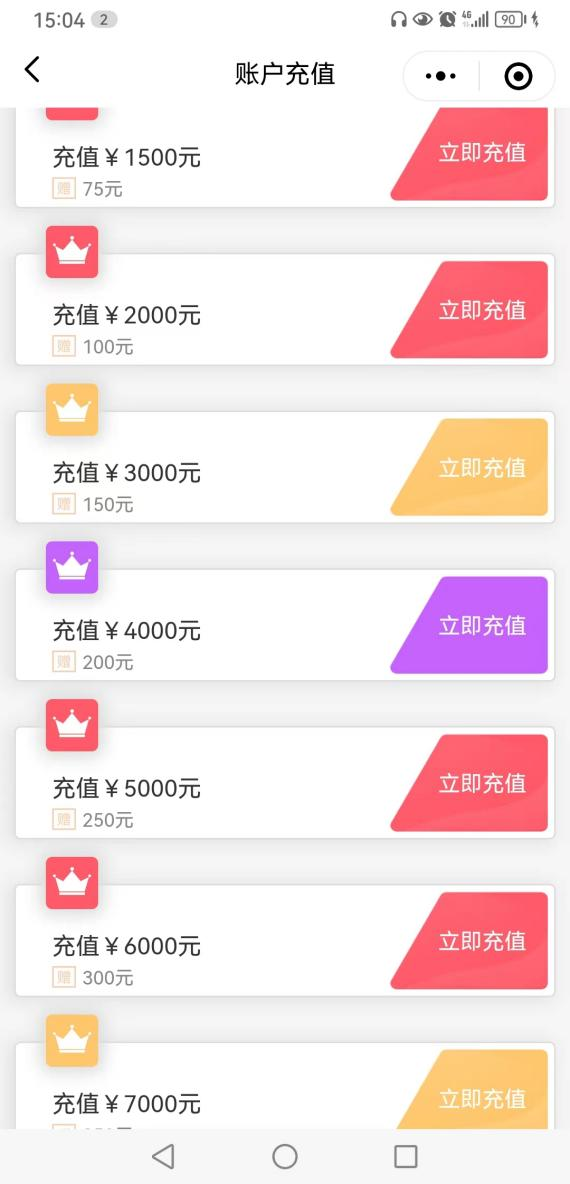 15:04 2 4G 90
账户充值
充值￥1500元
赠 75元
立即充值
充值￥2000元
赠 100元
立即充值
充值￥3000元
赠 150元
立即充值
充值￥4000元
赠 200元
立即充值
充值￥5000元
赠 250元
立即充值
充值￥6000元
赠 300元
立即充值
充值￥7000元
立即充值